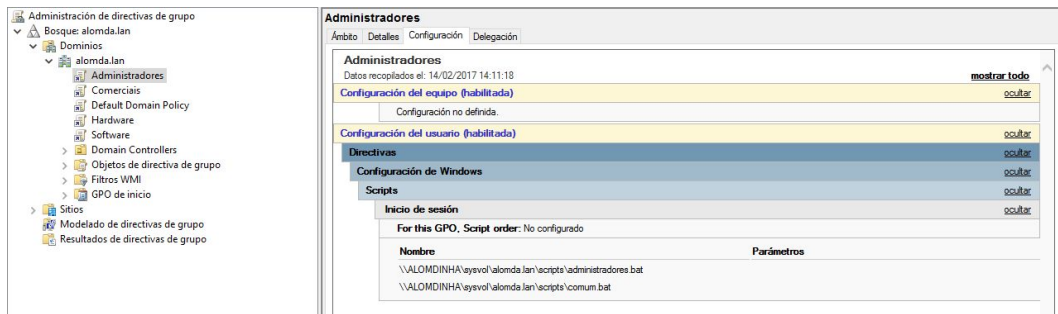 Administración de directivas de grupo
Bosque: alomda.lan
Dominios
alomda.lan
Administradores
Comerciais
Default Domain Policy
Hardware
Software
Domain Controllers
Objetos de directiva de grupo
Filtros WMI
GPO de inicio
Sitios
Modelado de directivas de grupo
Resultados de directivas de grupo
Administradores
Ámbito Detalles Configuración Delegación
Administradores
Datos recopilados el: 14/02/2017 14:11:18 mostrar todo
Configuración del equipo (habilitada) ocultar
Configuración no definida.
Configuración del usuario (habilitada) ocultar
Directivas ocultar
Configuración de Windows ocultar
Scripts ocultar
Inicio de sesión ocultar
For this GPO, Script order: No configurado
Nombre Parámetros
\\ALOMDINHA\sysvol\alomda.lan\scripts\administradores.bat
\\ALOMDINHA\sysvol\alomda.lan\scripts\comum.bat